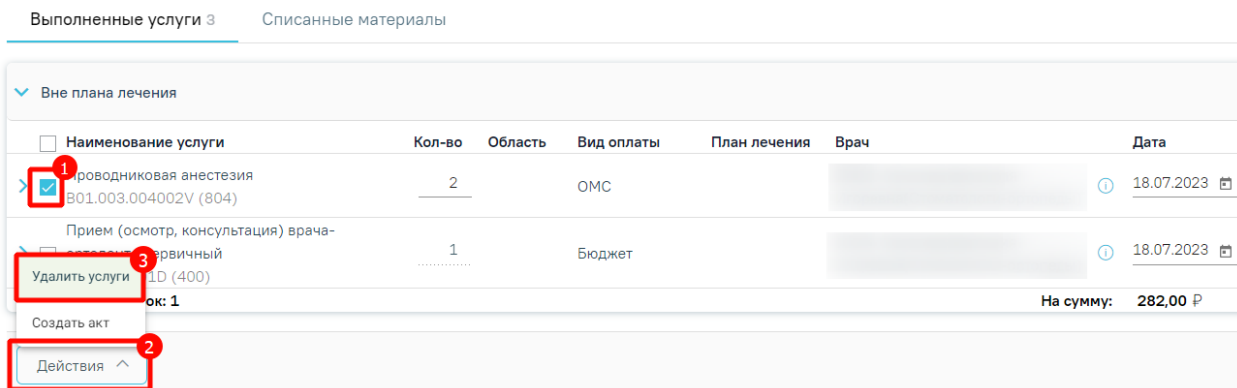 Выполненные услуги 3 Списанные материалы
Вне плана лечения
Наименование услуги Кол-во Область Вид оплаты План лечения Врач Дата
1
Проводниковая анестезия 2 ОМС 18.07.2023
B01.003.004002V (804)
Прием (осмотр, консультация) врача-
первичный 1 Бюджет 18.07.2023
3
Удалить услуги 1D (400)
ок: 1 На сумму: 282,00 ₽
Создать акт
2
Действия